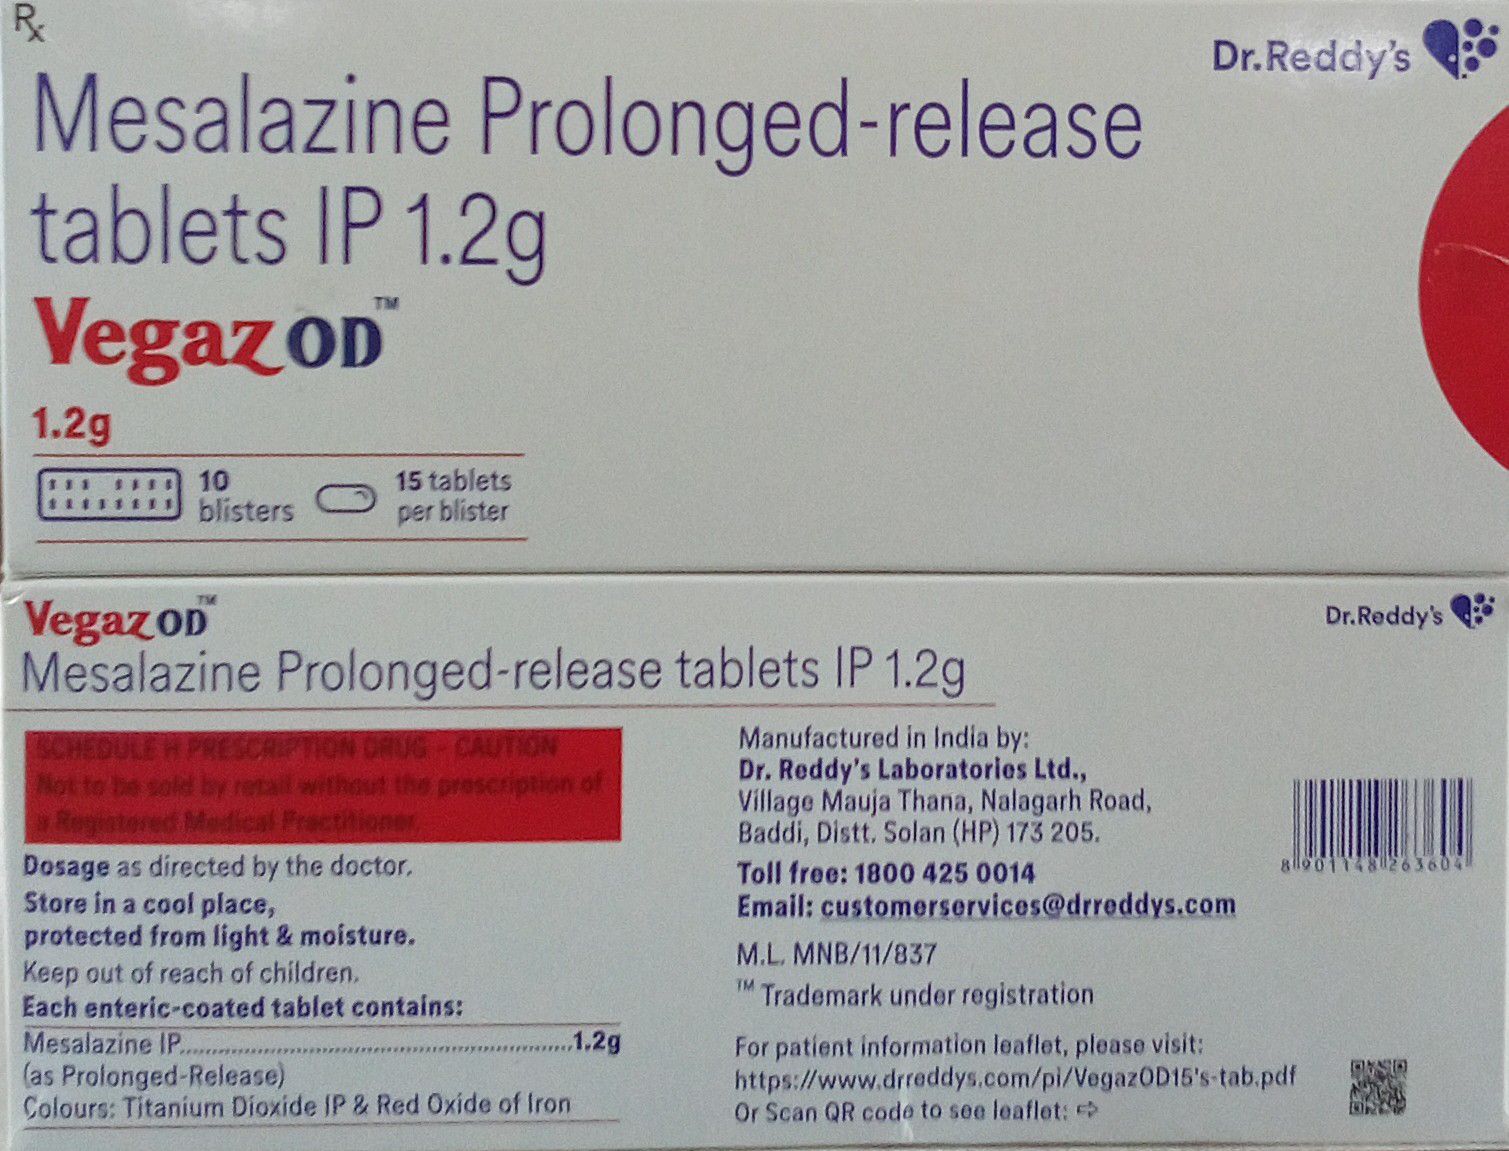 Rx
Dr.Reddy's
Mesalazine Prolonged-release
tablets IP 1.2g
Vegaz OD™
1.2g
10
blisters
15 tablets
per blister
Vegaz OD™
Dr.Reddy's
Mesalazine Prolonged-release tablets IP 1.2g
SCHEDULE H PRESCRIPTION DRUG - CAUTION
Not to be sold by retail without the prescription of
a Registered Medical Practitioner.
Dosage as directed by the doctor.
Store in a cool place,
protected from light & moisture.
Keep out of reach of children.
Each enteric-coated tablet contains:
Mesalazine IP..........................................................1.2g
(as Prolonged-Release)
Colours: Titanium Dioxide IP & Red Oxide of Iron
Manufactured in India by:
Dr. Reddy's Laboratories Ltd.,
Village Mauja Thana, Nalagarh Road,
Baddi, Distt. Solan (HP) 173 205.
Toll free: 1800 425 0014
Email: customerservices@drreddys.com
M.L. MNB/11/837
™ Trademark under registration
For patient information leaflet, please visit:
https://www.drreddys.com/pi/VegazOD15's-tab.pdf
Or Scan QR code to see leaflet: ⇨
8901148263604